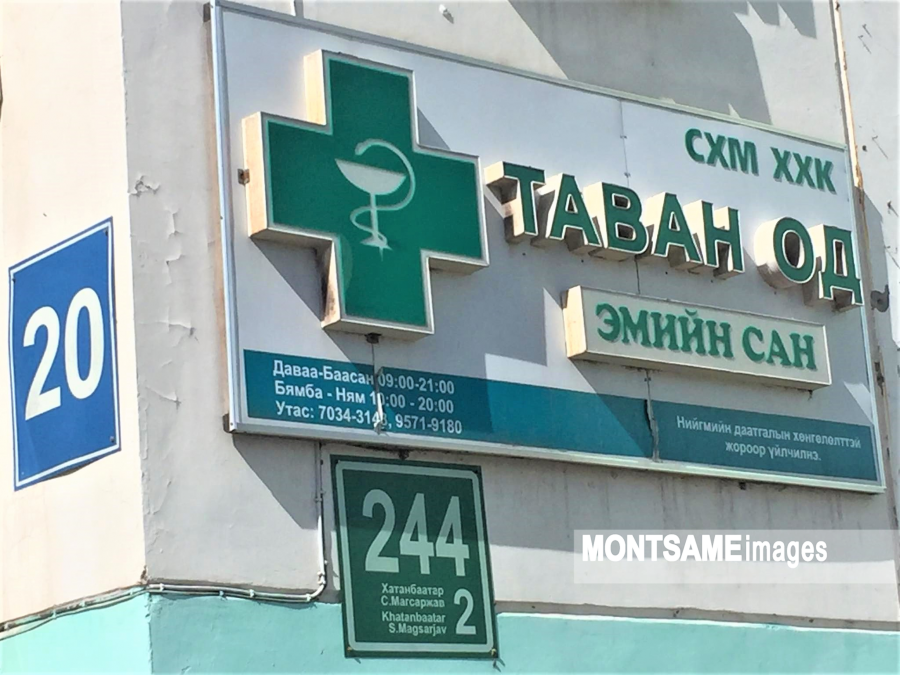 СХМ ХХК
ТАВАН ОД
ЭМИЙН САН
Даваа-Баасан 09:00-21:00
Бямба - Ням 10:00 - 20:00
Утас: 7034-3148, 9571-9180
Нийгмийн даатгалын хөнгөлөлттэй
жороор үйлчилнэ.
20
244
Хатанбаатар
С.Магсаржав
Khatanbaatar
S.Magsarjav
2
MONTSAMEimages